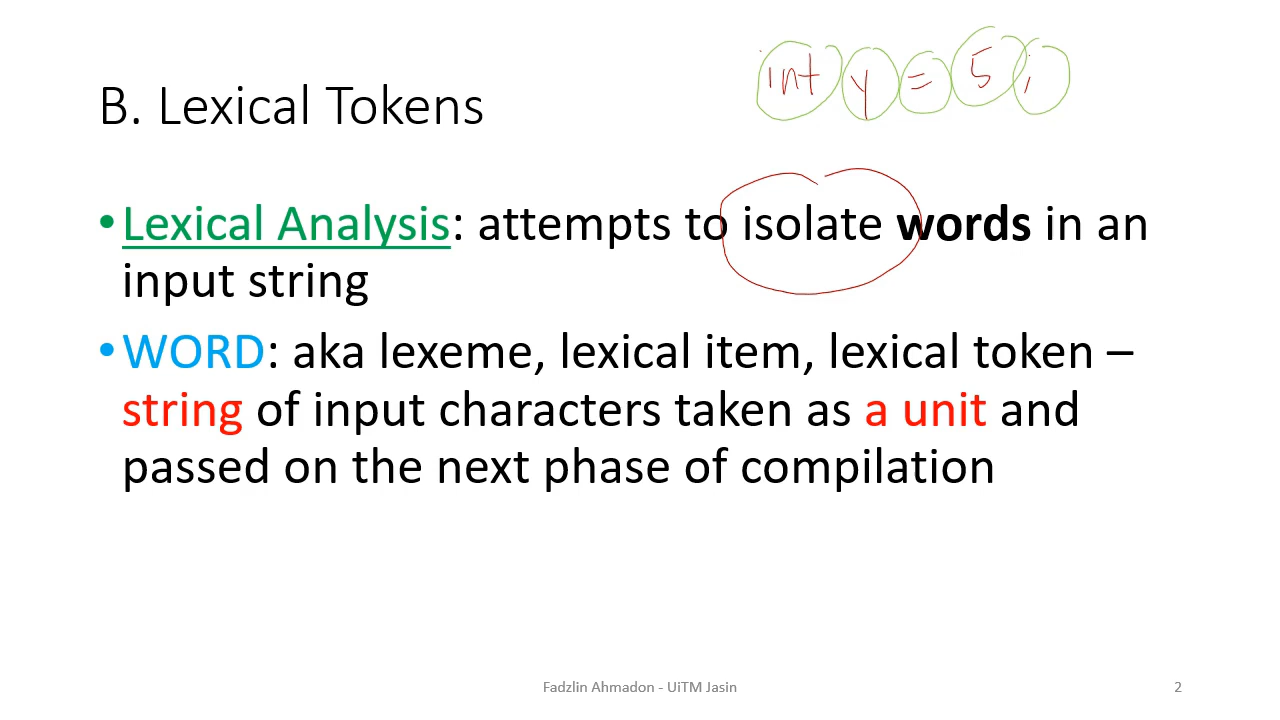 int y = 5 ;
B. Lexical Tokens
•Lexical Analysis: attempts to isolate words in an
input string
•WORD: aka lexeme, lexical item, lexical token –
string of input characters taken as a unit and
passed on the next phase of compilation
Fadzlin Ahmadon - UiTM Jasin
2